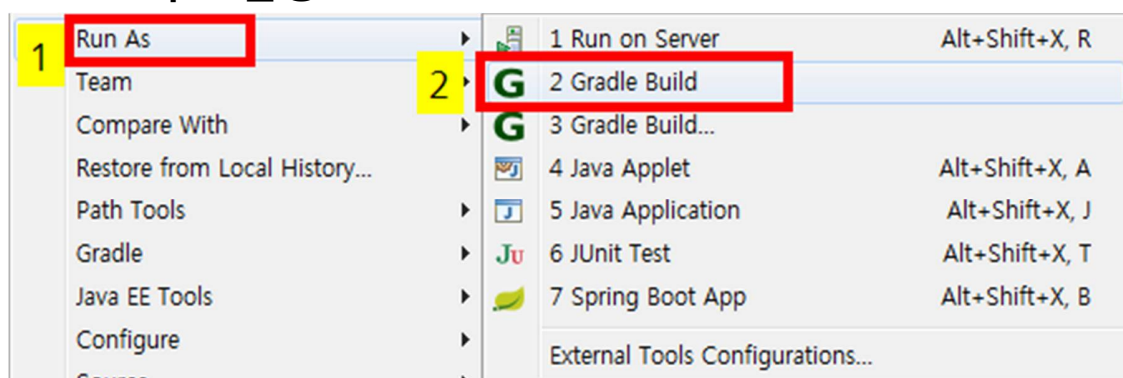 1
Run As
Team
Compare With
Restore from Local History...
Path Tools
Gradle
Java EE Tools
Configure
2
1 Run on Server Alt+Shift+X, R
G 2 Gradle Build
G 3 Gradle Build...
4 Java Applet Alt+Shift+X, A
J 5 Java Application Alt+Shift+X, J
Ju 6 JUnit Test Alt+Shift+X, T
7 Spring Boot App Alt+Shift+X, B
External Tools Configurations...